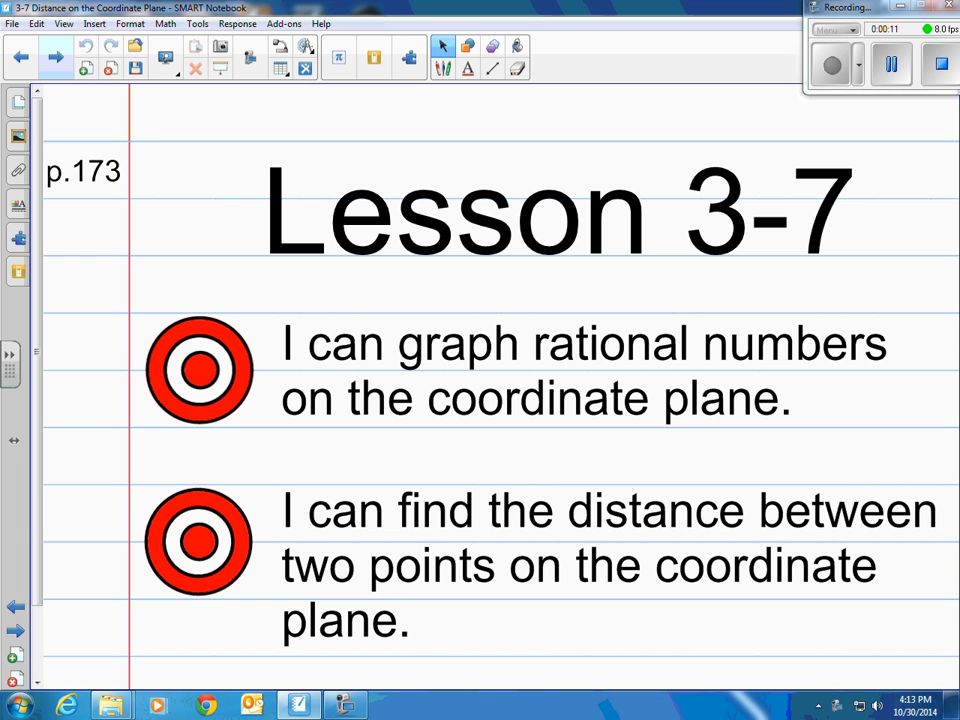 3-7 Distance on the Coordinate Plane - SMART Notebook
Recording...
File Edit View Insert Format Math Tools Response Add-ons Help
Menu 0:00:11 8.0 fps
p.173
Lesson 3-7
I can graph rational numbers
on the coordinate plane.
I can find the distance between
two points on the coordinate
plane.
4:13 PM
10/30/2014